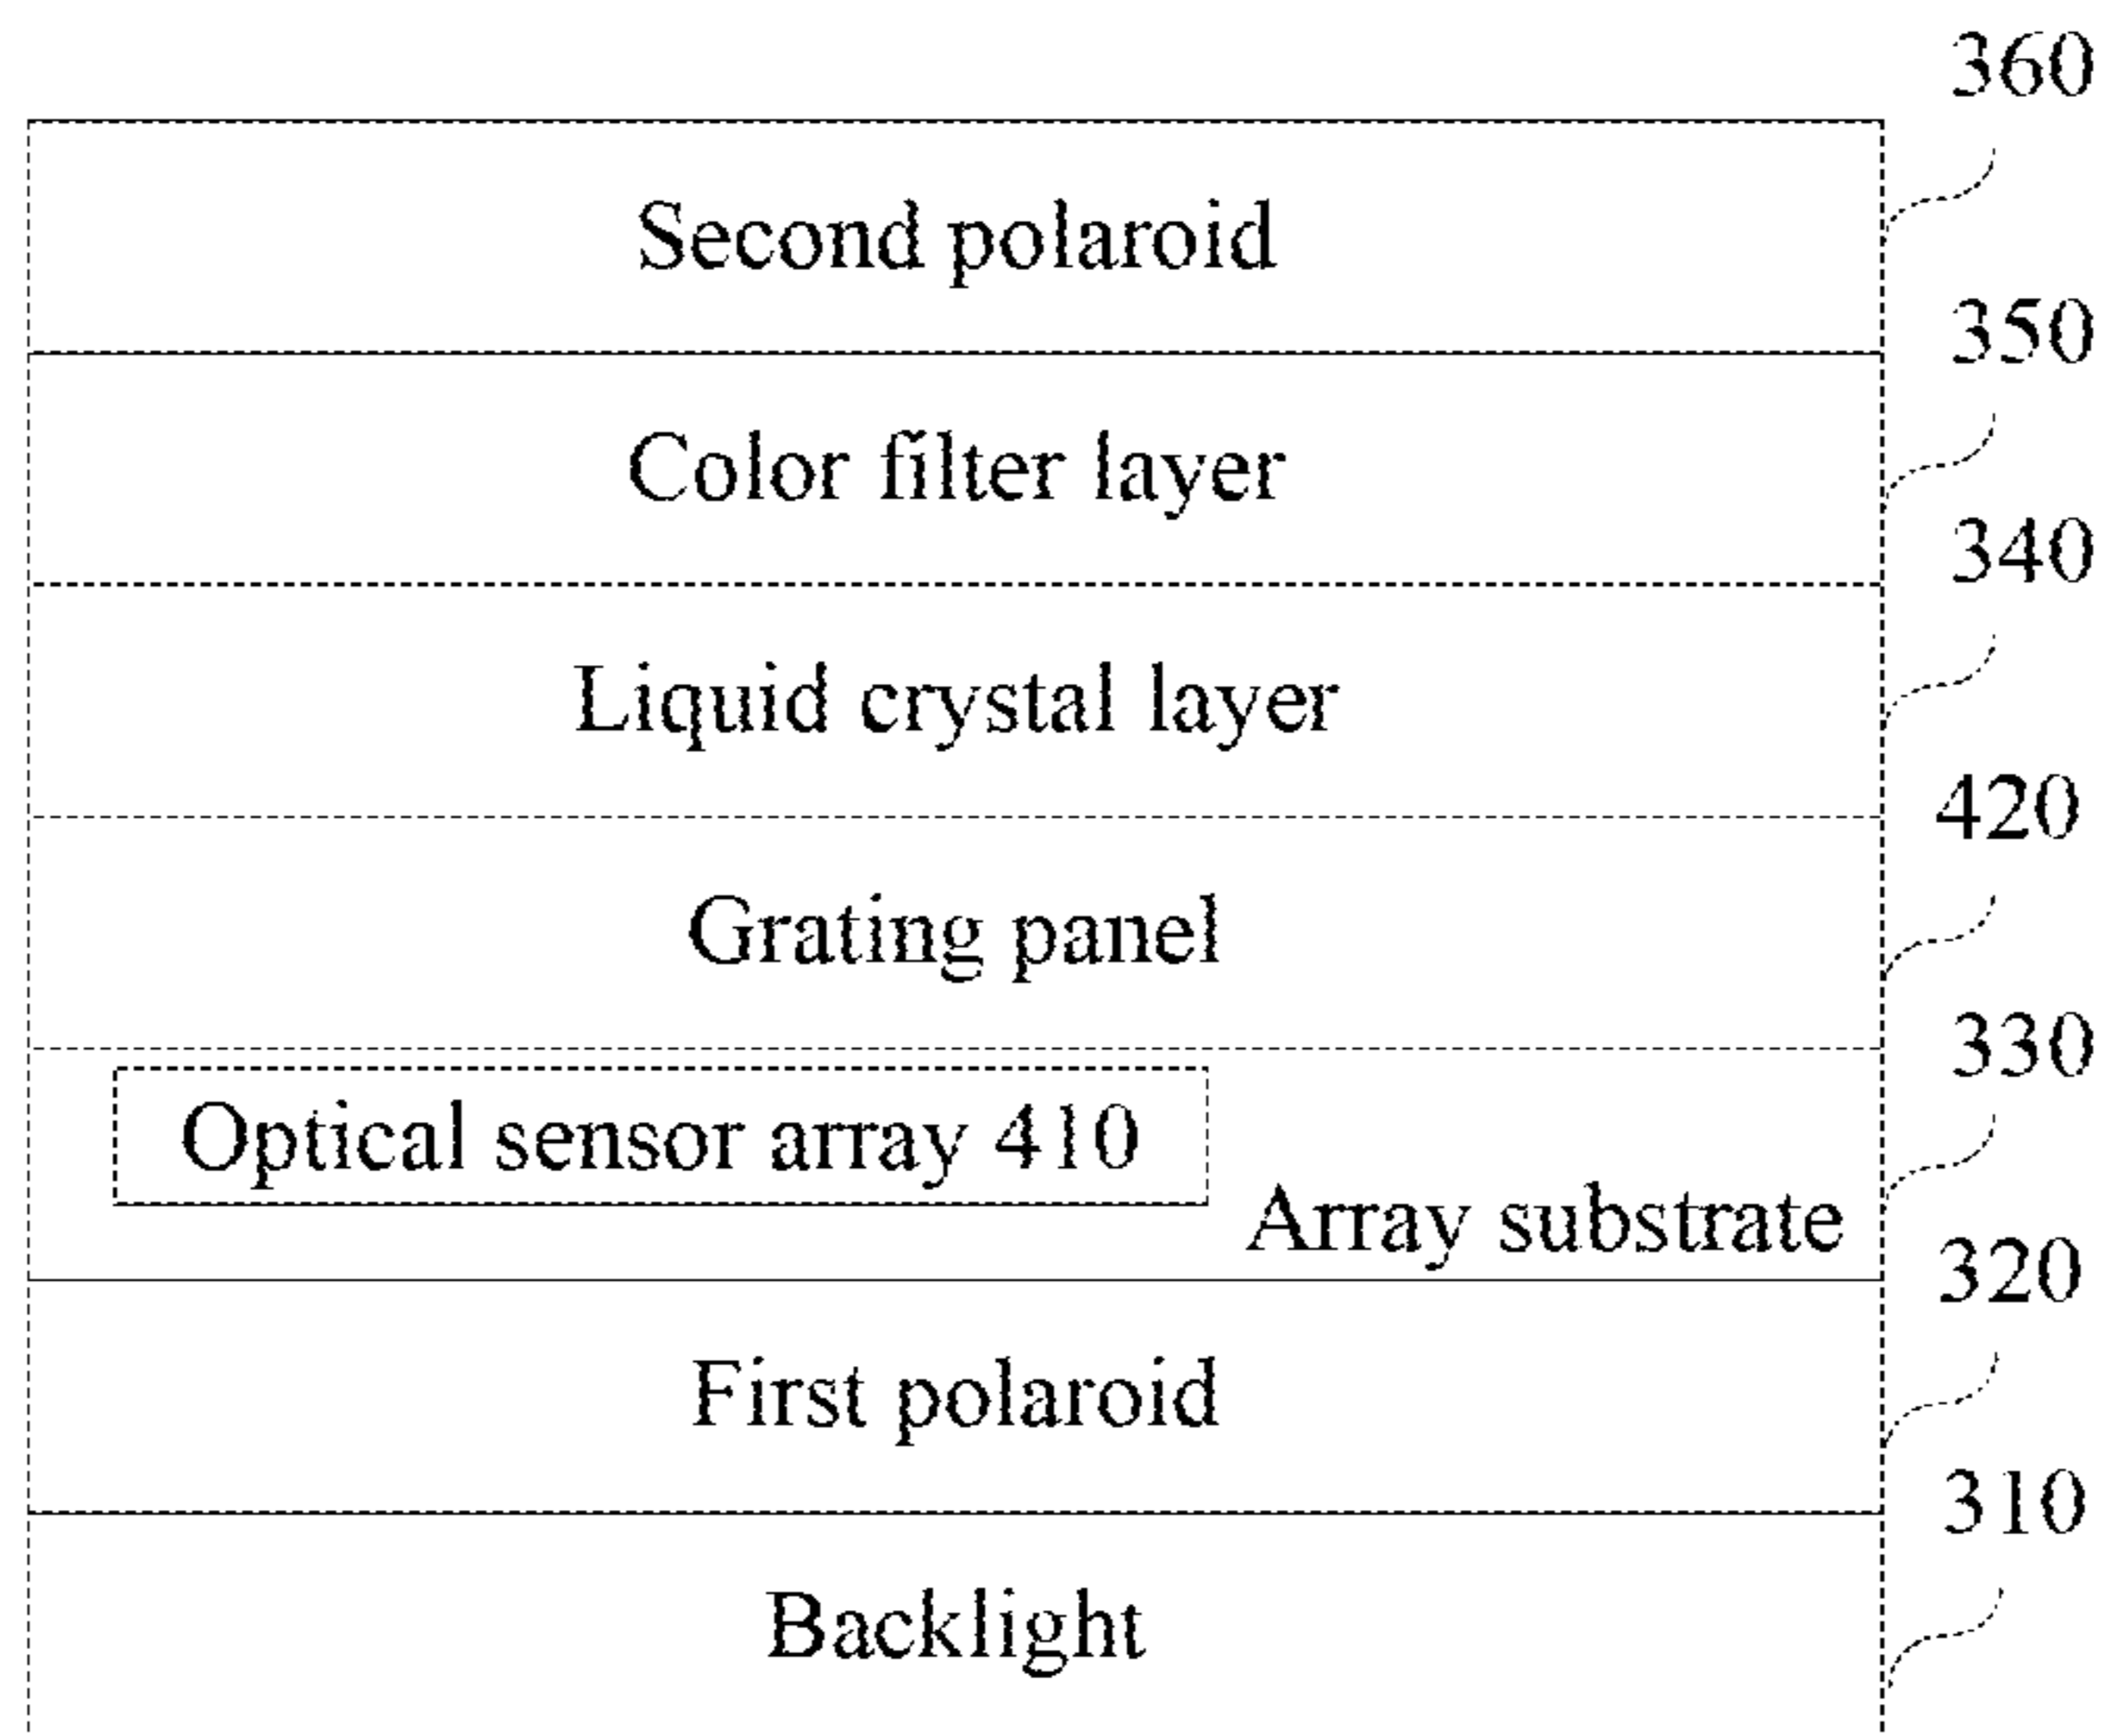 360
Second polaroid
350
Color filter layer
340
Liquid crystal layer
420
Grating panel
330
Optical sensor array 410
Array substrate
320
First polaroid
310
Backlight